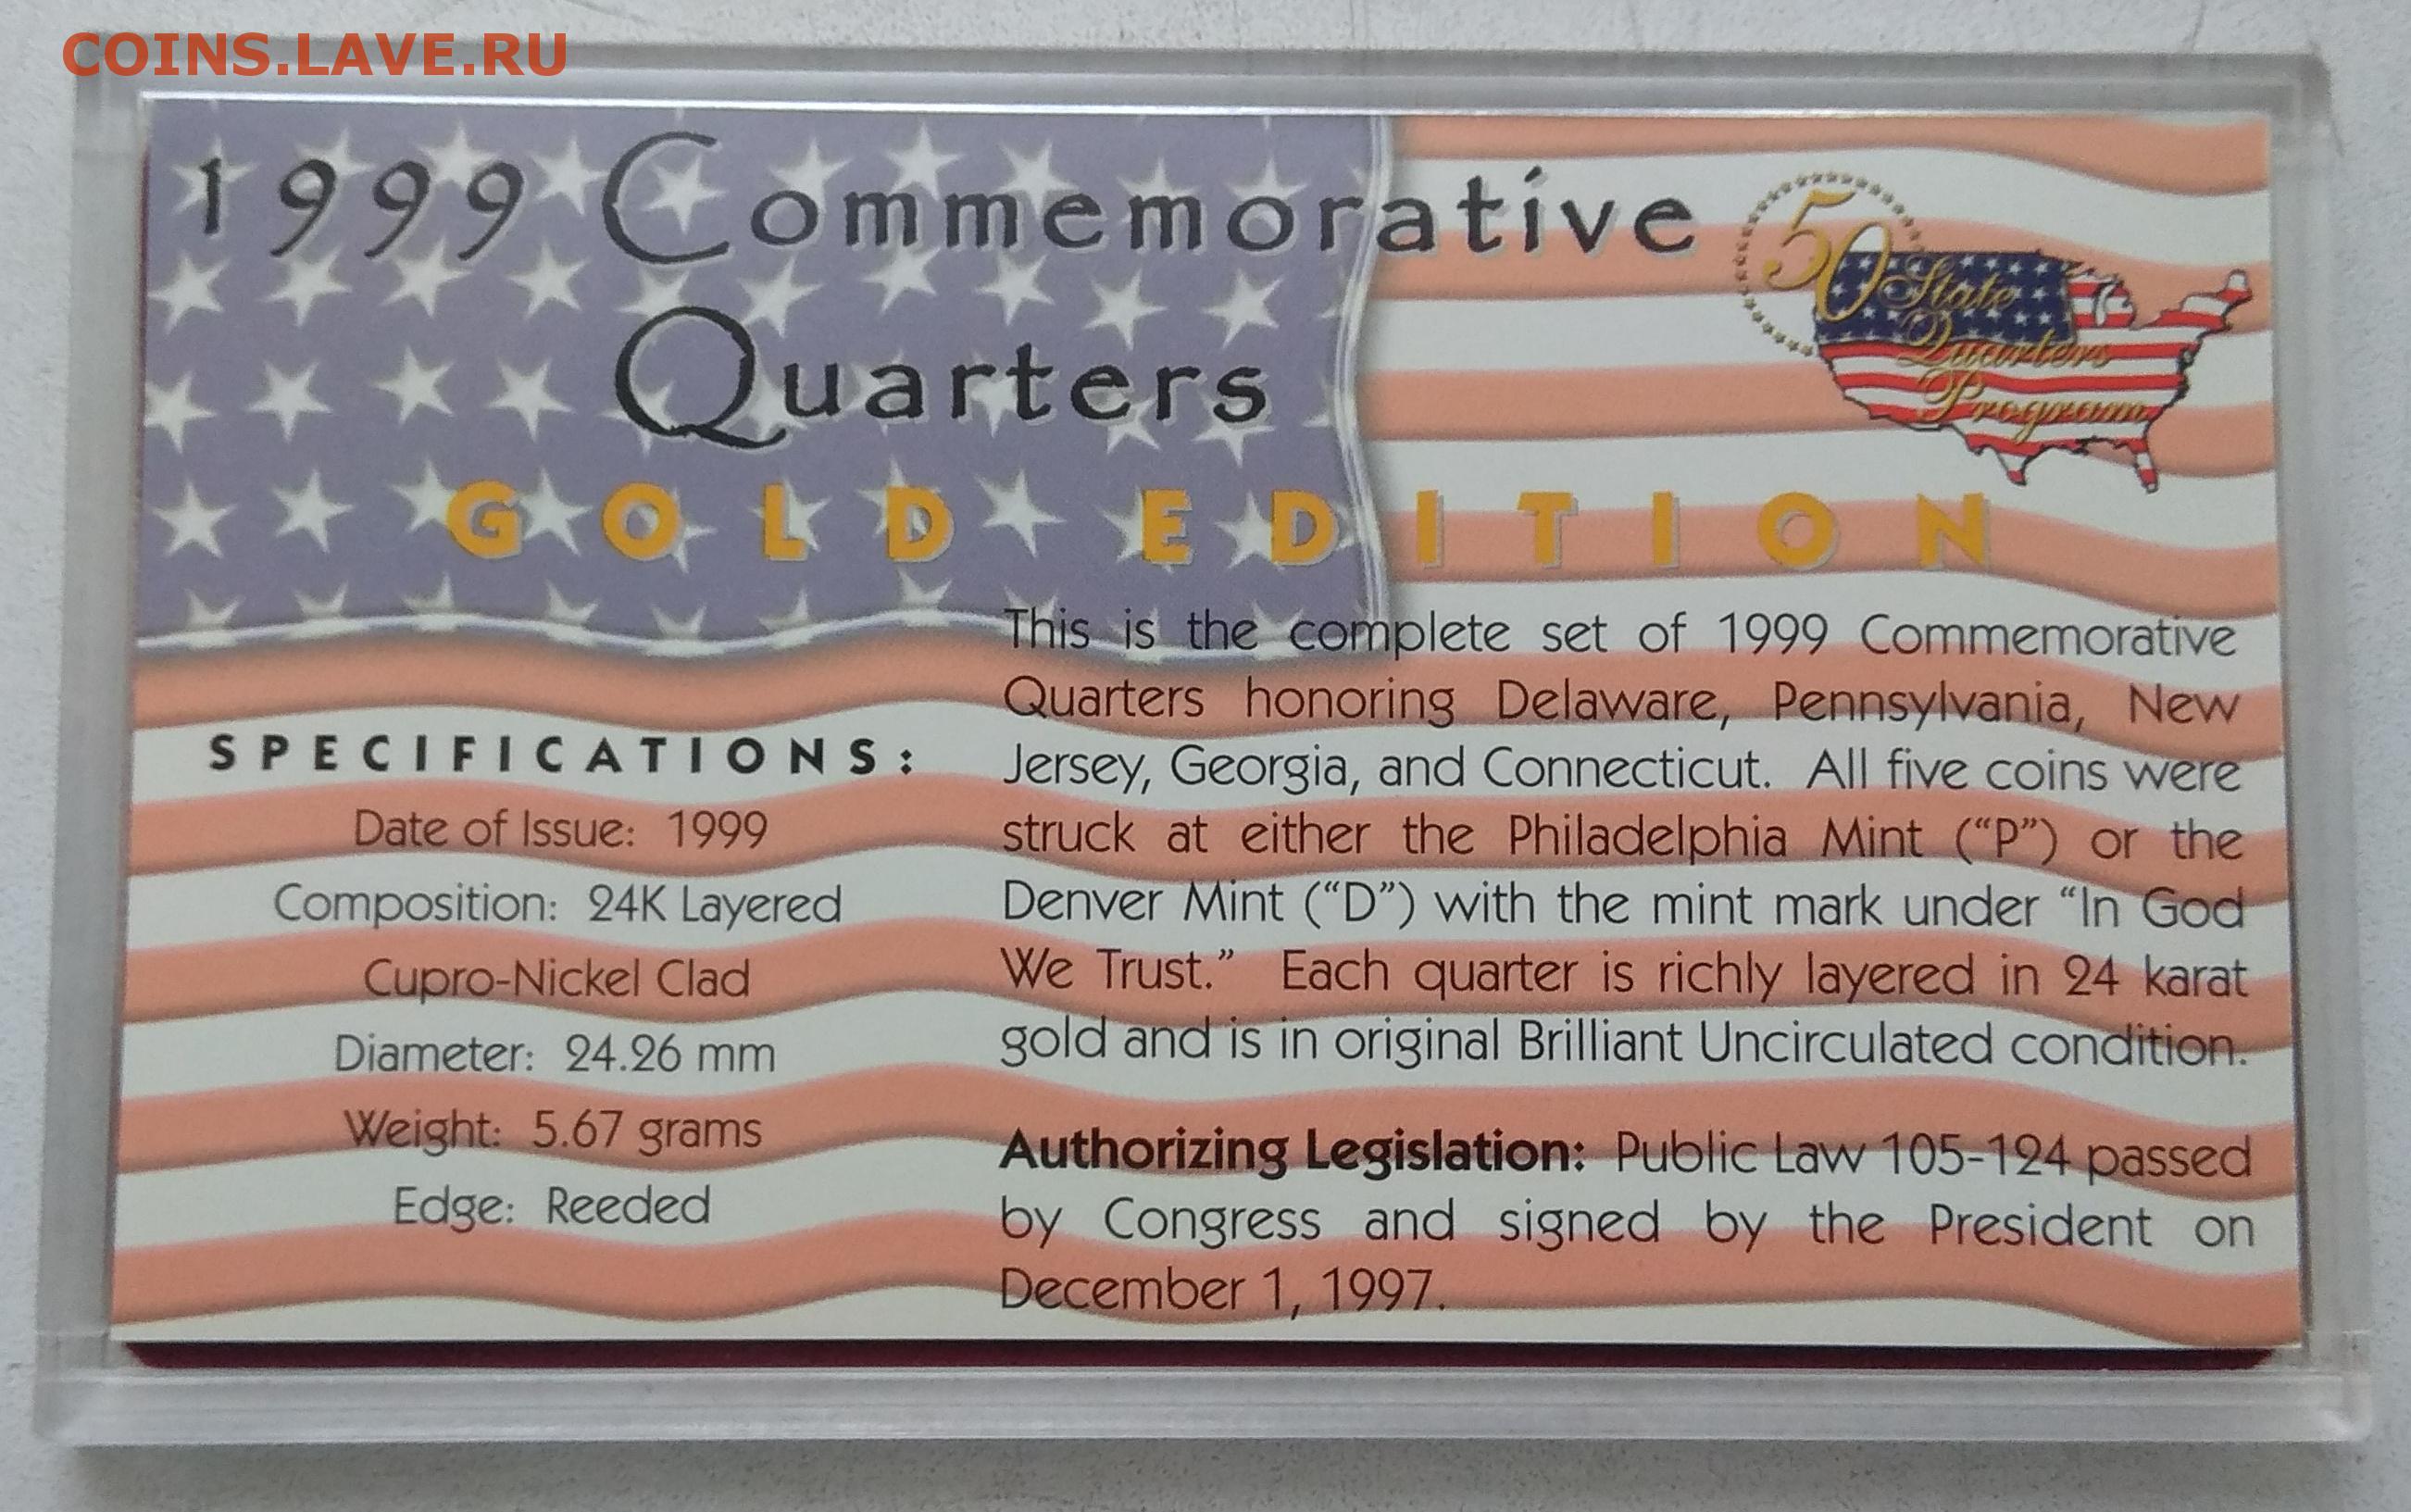 COINS.LAVE.RU
1999 Commemorative
Quarters
GOLD EDITION
50 State
Quarters
Program
SPECIFICATIONS:
Date of Issue: 1999
Composition: 24K Layered
Cupro-Nickel Clad
Diameter: 24.26 mm
Weight: 5.67 grams
Edge: Reeded
This is the complete set of 1999 Commemorative
Quarters honoring Delaware, Pennsylvania, New
Jersey, Georgia, and Connecticut. All five coins were
struck at either the Philadelphia Mint (“P”) or the
Denver Mint (“D”) with the mint mark under “In God
We Trust.” Each quarter is richly layered in 24 karat
gold and is in original Brilliant Uncirculated condition.
Authorizing Legislation: Public Law 105-124 passed
by Congress and signed by the President on
December 1, 1997.